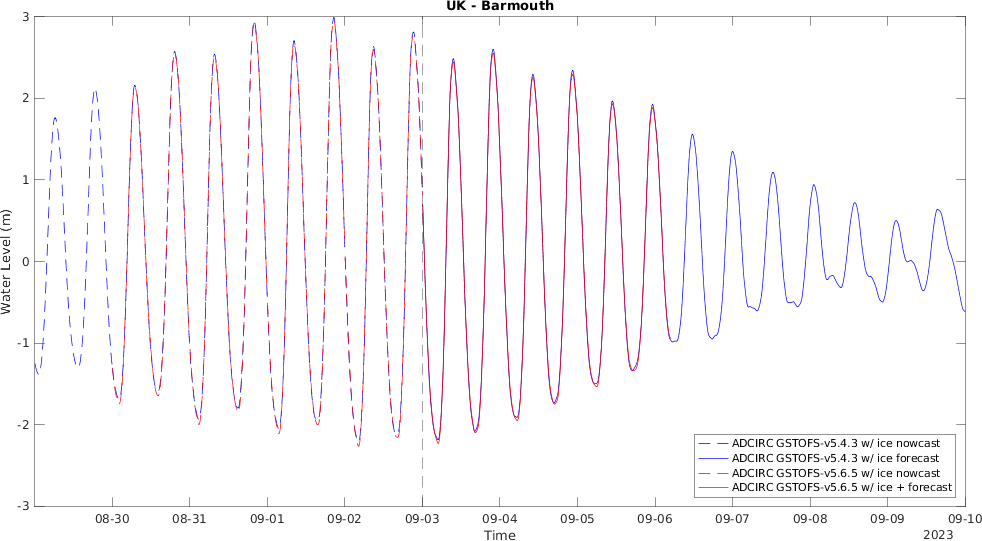 UK - Barmouth
3
2
1
0
-1
-2
-3
Water Level (m)
ADCIRC GSTOFS-v5.4.3 w/ ice nowcast
ADCIRC GSTOFS-v5.4.3 w/ ice forecast
ADCIRC GSTOFS-v5.6.5 w/ ice nowcast
ADCIRC GSTOFS-v5.6.5 w/ ice + forecast
08-30 08-31 09-01 09-02 09-03 09-04 09-05 09-06 09-07 09-08 09-09 09-10
Time 2023